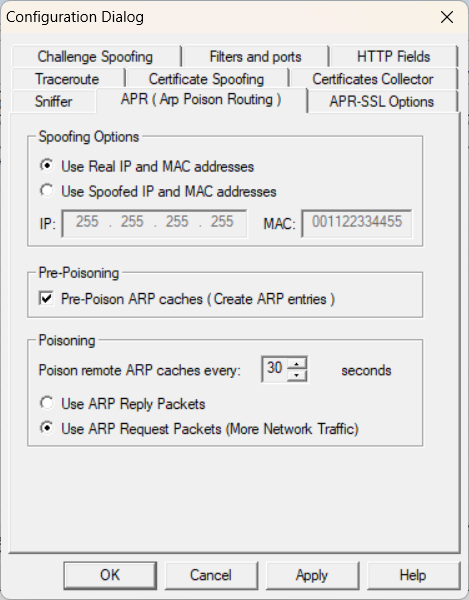 Configuration Dialog
Challenge Spoofing Filters and ports HTTP Fields
Traceroute Certificate Spoofing Certificates Collector
Sniffer APR ( Arp Poison Routing ) APR-SSL Options
Spoofing Options
Use Real IP and MAC addresses
Use Spoofed IP and MAC addresses
IP: 255 . 255 . 255 . 255 MAC: 001122334455
Pre-Poisoning
Pre-Poison ARP caches ( Create ARP entries )
Poisoning
Poison remote ARP caches every: 30 seconds
Use ARP Reply Packets
Use ARP Request Packets (More Network Traffic)
OK Cancel Apply Help